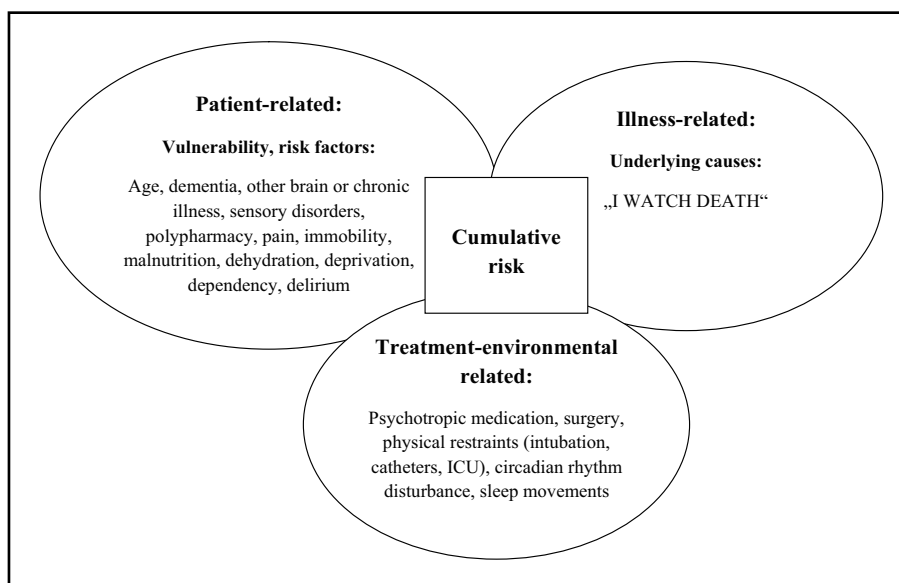 Patient-related:
Vulnerability, risk factors:
Age, dementia, other brain or chronic
illness, sensory disorders,
polypharmacy, pain, immobility,
malnutrition, dehydration, deprivation,
dependency, delirium
Illness-related:
Underlying causes:
„I WATCH DEATH“
Cumulative
risk
Treatment-environmental
related:
Psychotropic medication, surgery,
physical restraints (intubation,
catheters, ICU), circadian rhythm
disturbance, sleep movements